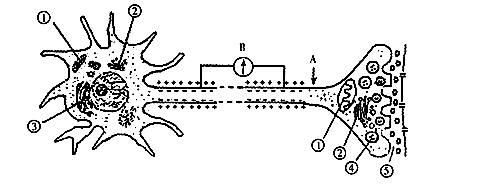 ① ② B A
③ ① ② ④ ⑤